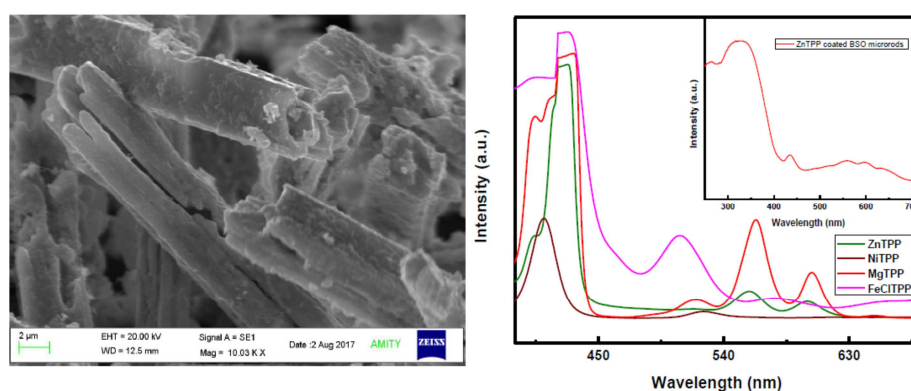 2 µm
EHT = 20.00 kV
WD = 12.5 mm
Signal A = SE1
Mag = 10.03 K X
Date :2 Aug 2017
AMITY
ZEISS
Intensity (a.u.)
ZnTPP coated BSO microrods
Intensity (a.u.)
300 400 500 600 700
Wavelength (nm)
ZnTPP
NiTPP
MgTPP
FeClTPP
450 540 630
Wavelength (nm)